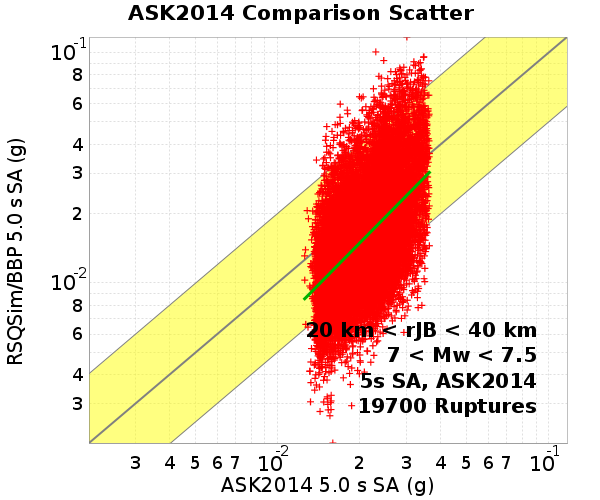 ASK2014 Comparison Scatter
RSQSim/BBP 5.0 s SA (g)
10-1
8
6
4
3
2
10-2
8
6
4
3
20 km < rJB < 40 km
7 < Mw < 7.5
5s SA, ASK2014
19700 Ruptures
3 4 5 6 7 10-2 2 3 4 5 6 7 10-1
ASK2014 5.0 s SA (g)